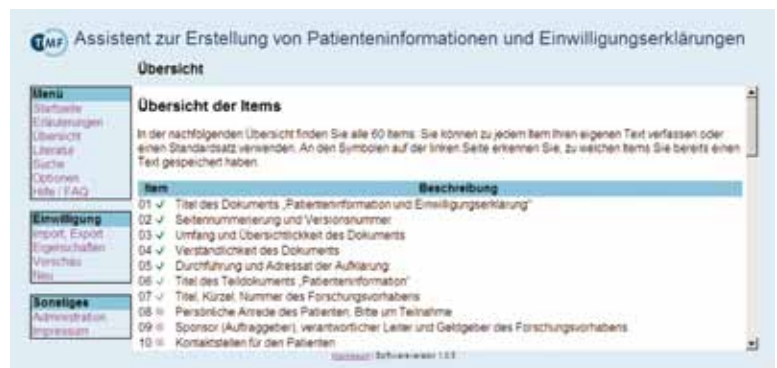 TMF Assistent zur Erstellung von Patienteninformationen und Einwilligungserklärungen
Übersicht
Menü
Startseite
Erläuterungen
Übersicht
Literatur
Suche
Optionen
Hilfe / FAQ
Einwilligung
Import, Export
Eigenschaften
Vorschau
Neu
Sonstiges
Administration
Impressum
Übersicht der Items
In der nachfolgenden Übersicht finden Sie alle 60 Items. Sie können zu jedem Item Ihren eigenen Text verfassen oder
einen Standardsatz verwenden. An den Symbolen auf der linken Seite erkennen Sie, zu welchen Items Sie bereits einen
Text gespeichert haben.
Item Beschreibung
01 ✓ Titel des Dokuments „Patienteninformation und Einwilligungserklärung"
02 ✓ Seitennummerierung und Versionsnummer
03 ✓ Umfang und Übersichtlichkeit des Dokuments
04 ✓ Verständlichkeit des Dokuments
05 ✓ Durchführung und Adressat der Aufklärung
06 ✓ Titel des Teildokuments „Patienteninformation"
07 ✓ Titel, Kürzel, Nummer des Forschungsvorhabens
08 Persönliche Anrede des Patienten, Bitte um Teilnahme
09 Sponsor (Auftraggeber), verantwortlicher Leiter und Geldgeber des Forschungsvorhabens
10 Kontaktstellen für den Patienten